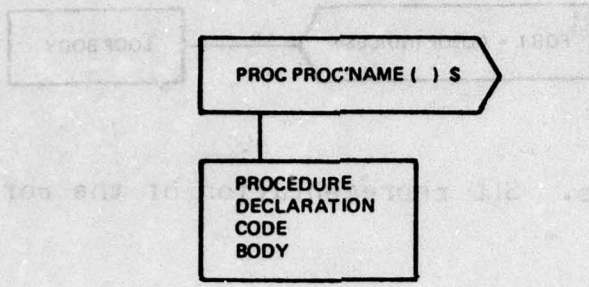 PROC PROC'NAME ( ) $
PROCEDURE
DECLARATION
CODE
BODY